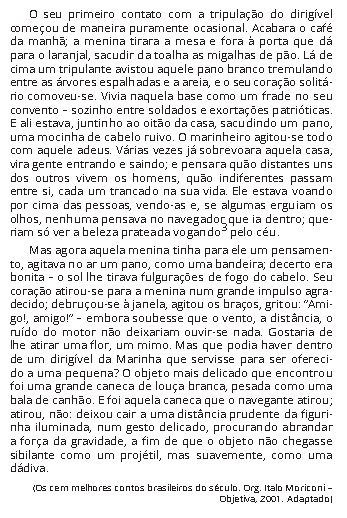 O seu primeiro contato com a tripulação do dirigível
começou de maneira puramente ocasional. Acabara o café
da manhã; a menina tirara a mesa e fora à porta que dá
para o laranjal, sacudir da toalha as migalhas de pão. Lá de
cima um tripulante avistou aquele pano branco tremulando
entre as árvores espalhadas e a areia, e o seu coração solitá-
rio comoveu-se. Vivia naquela base como um frade no seu
convento – sozinho entre soldados e exortações patrióticas.
E ali estava, juntinho ao oitão da casa, sacudindo um pano,
uma mocinha de cabelo ruivo. O marinheiro agitou-se todo
com aquele adeus. Várias vezes já sobrevoara aquela casa,
vira gente entrando e saindo; e pensara quão distantes uns
dos outros vivem os homens, quão indiferentes passam
entre si, cada um trancado na sua vida. Ele estava voando
por cima das pessoas, vendo-as e, se algumas erguiam os
olhos, nenhuma pensava no navegador que ia dentro; que-
riam só ver a beleza prateada vogando³ pelo céu.
Mas agora aquela menina tinha para ele um pensamen-
to, agitava no ar um pano, como uma bandeira; decerto era
bonita – o sol lhe tirava fulgurações de fogo do cabelo. Seu
coração atirou-se para a menina num grande impulso agra-
decido; debruçou-se à janela, agitou os braços, gritou: “Ami-
go!, amigo!” – embora soubesse que o vento, a distância, o
ruído do motor não deixariam ouvir-se nada. Gostaria de
lhe atirar uma flor, um mimo. Mas que podia haver dentro
de um dirigível da Marinha que servisse para ser ofereci-
do a uma pequena? O objeto mais delicado que encontrou
foi uma grande caneca de louça branca, pesada como uma
bala de canhão. E foi aquela caneca que o navegante atirou;
atirou, não: deixou cair a uma distância prudente da figuri-
nha iluminada, num gesto delicado, procurando abrandar
a força da gravidade, a fim de que o objeto não chegasse
sibilante como um projétil, mas suavemente, como uma
dádiva.
(Os cem melhores contos brasileiros do século. Org. Italo Moriconi –
Objetiva, 2001. Adaptado)